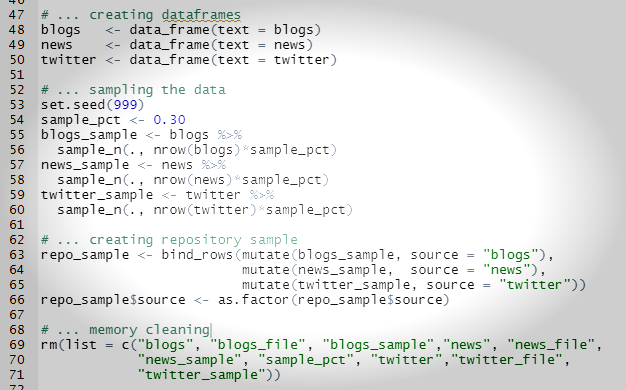 47 # ... creating dataframes
48 blogs   <- data_frame(text = blogs)
49 news    <- data_frame(text = news)
50 twitter <- data_frame(text = twitter)
51
52 # ... sampling the data
53 set.seed(999)
54 sample_pct <- 0.30
55 blogs_sample <- blogs %>%
56   sample_n(., nrow(blogs)*sample_pct)
57 news_sample <- news %>%
58   sample_n(., nrow(news)*sample_pct)
59 twitter_sample <- twitter %>%
60   sample_n(., nrow(twitter)*sample_pct)
61
62 # ... creating repository sample
63 repo_sample <- bind_rows(mutate(blogs_sample, source = "blogs"),
64                          mutate(news_sample,  source = "news"),
65                          mutate(twitter_sample, source = "twitter"))
66 repo_sample$source <- as.factor(repo_sample$source)
67
68 # ... memory cleaning
69 rm(list = c("blogs", "blogs_file", "blogs_sample","news", "news_file",
70             "news_sample", "sample_pct", "twitter","twitter_file",
71             "twitter_sample"))